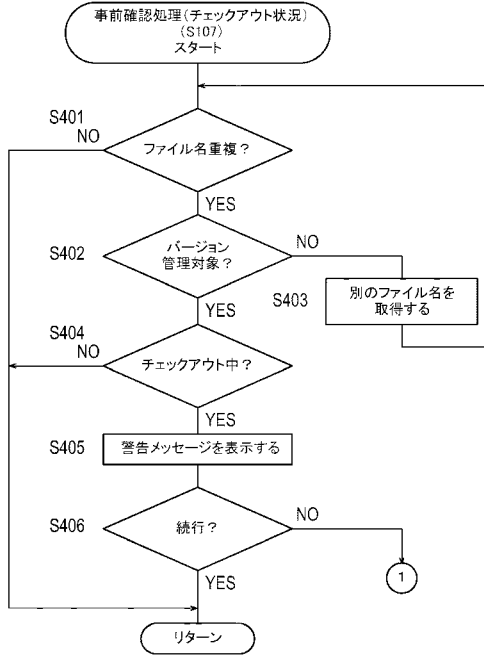 事前確認処理(チェックアウト状況)
(S107)
スタート
S401
NO
ファイル名重複？
YES
S402
バージョン
管理対象？
NO
YES
S403
別のファイル名を
取得する
S404
NO
チェックアウト中？
YES
S405
警告メッセージを表示する
S406
続行？
NO
1
YES
リターン